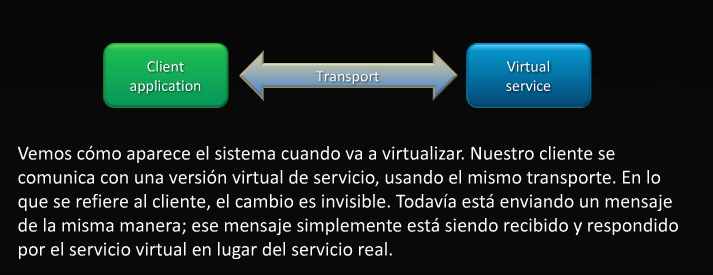 Client
application
Transport
Virtual
service
Vemos cómo aparece el sistema cuando va a virtualizar. Nuestro cliente se
comunica con una versión virtual de servicio, usando el mismo transporte. En lo
que se refiere al cliente, el cambio es invisible. Todavía está enviando un mensaje
de la misma manera; ese mensaje simplemente está siendo recibido y respondido
por el servicio virtual en lugar del servicio real.